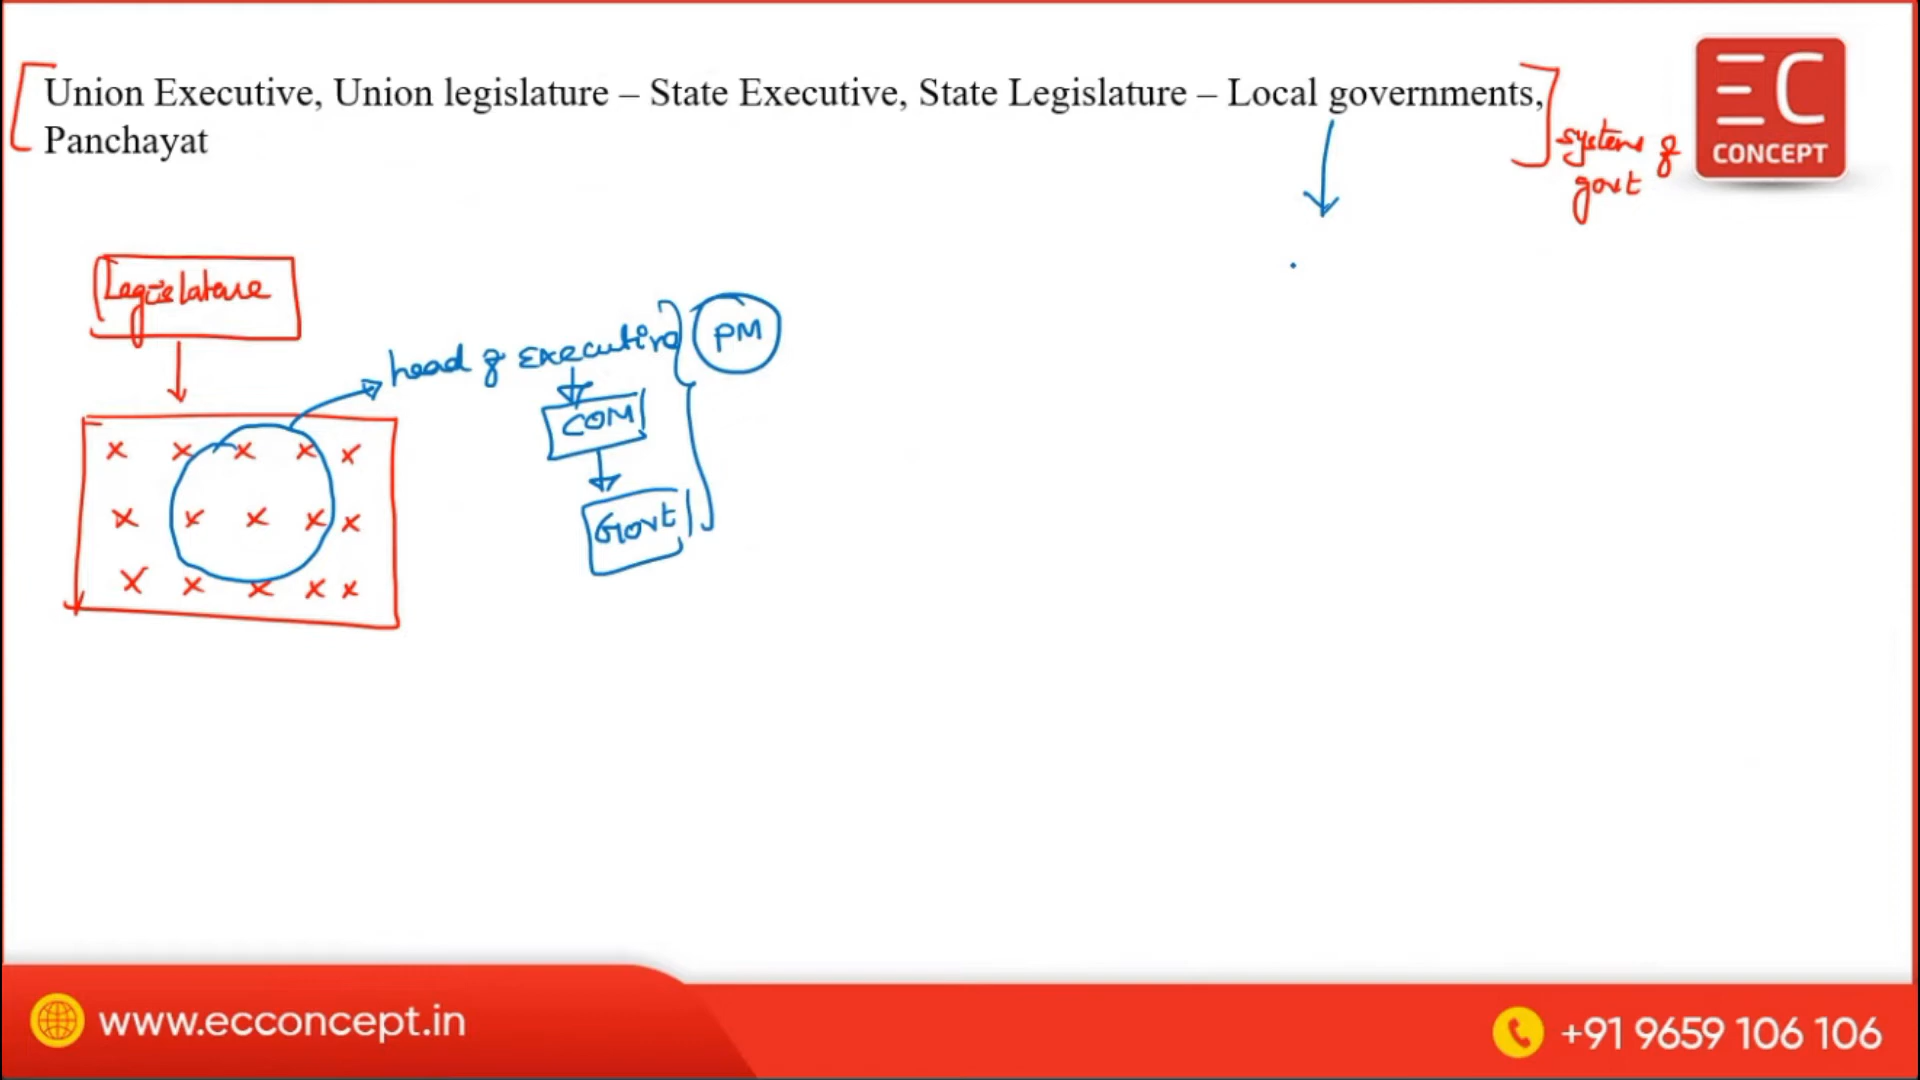 Union Executive, Union legislature – State Executive, State Legislature – Local governments,
Panchayat
systems of
govt
EC
CONCEPT
Legislature
head of Executive
PM
COM
Govt
x x x x x
x x x x x
x x x x x
www.ecconcept.in
+91 9659 106 106